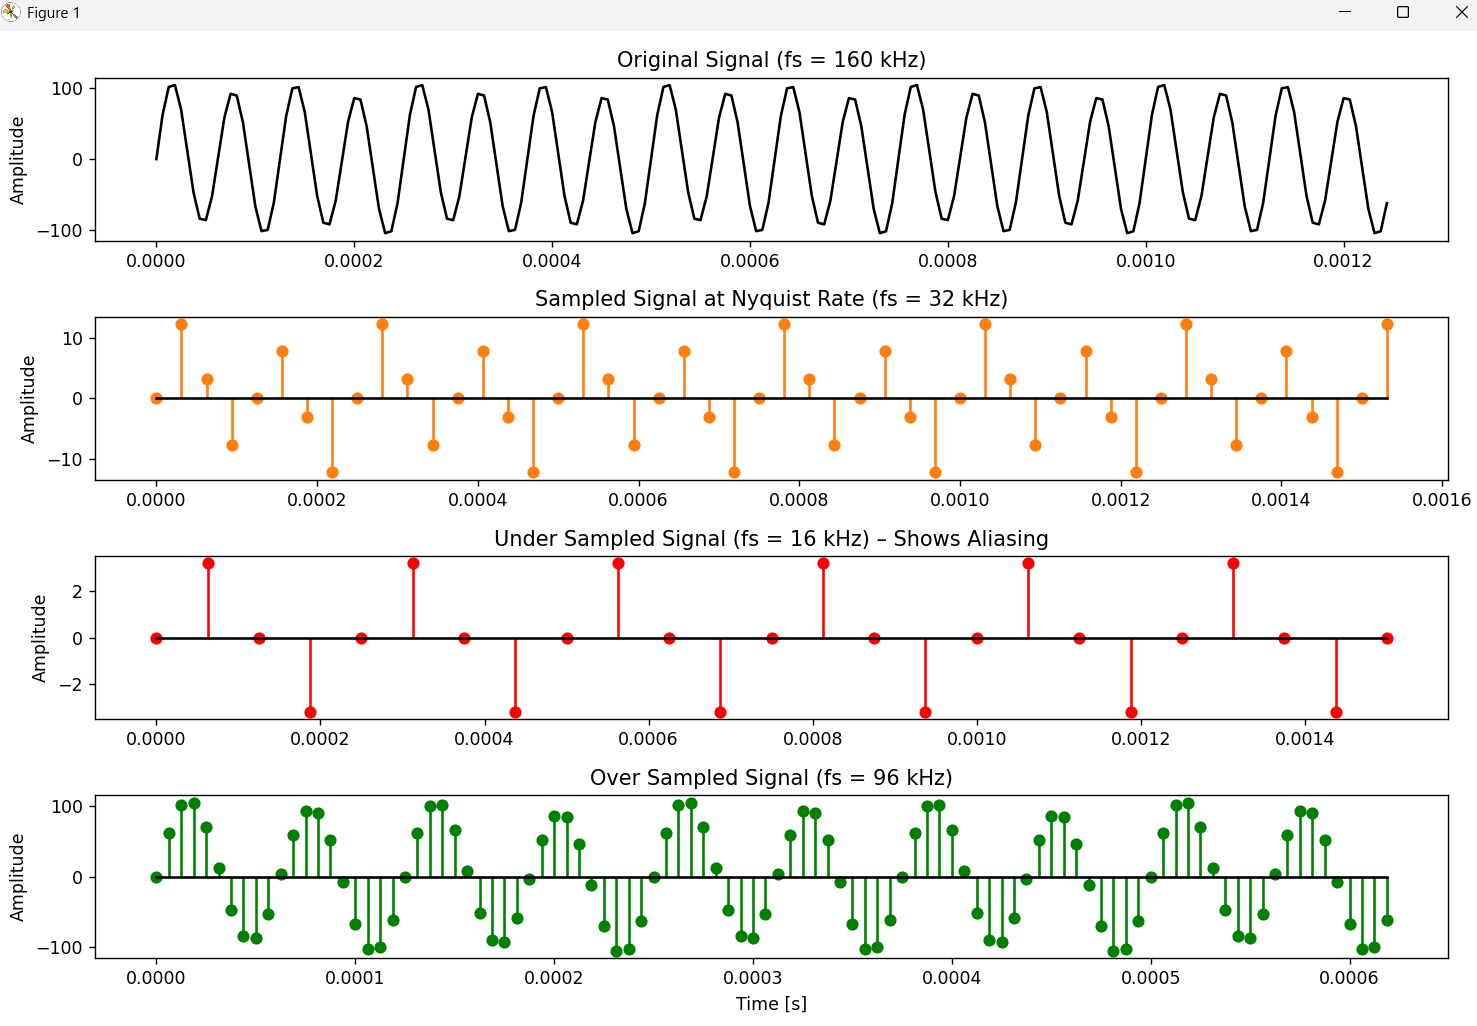 Figure 1
Original Signal (fs = 160 kHz)
Amplitude
100
0
−100
0.0000 0.0002 0.0004 0.0006 0.0008 0.0010 0.0012
Sampled Signal at Nyquist Rate (fs = 32 kHz)
Amplitude
10
0
−10
0.0000 0.0002 0.0004 0.0006 0.0008 0.0010 0.0012 0.0014 0.0016
Under Sampled Signal (fs = 16 kHz) – Shows Aliasing
Amplitude
2
0
−2
0.0000 0.0002 0.0004 0.0006 0.0008 0.0010 0.0012 0.0014
Over Sampled Signal (fs = 96 kHz)
Amplitude
100
0
−100
0.0000 0.0001 0.0002 0.0003 0.0004 0.0005 0.0006
Time [s]